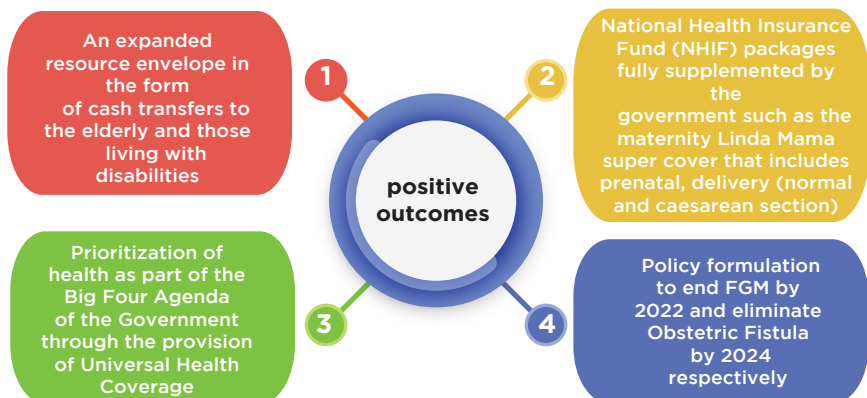 An expanded
resource envelope in
the form
of cash transfers to
the elderly and those
living with
disabilities
1
National Health Insurance
Fund (NHIF) packages
fully supplemented by
the
government such as the
maternity Linda Mama
super cover that includes
prenatal, delivery (normal
and caesarean section)
2
positive
outcomes
Prioritization of
health as part of the
Big Four Agenda
of the Government
through the provision
of Universal Health
Coverage
3
Policy formulation
to end FGM by
2022 and eliminate
Obstetric Fistula
by 2024
respectively
4